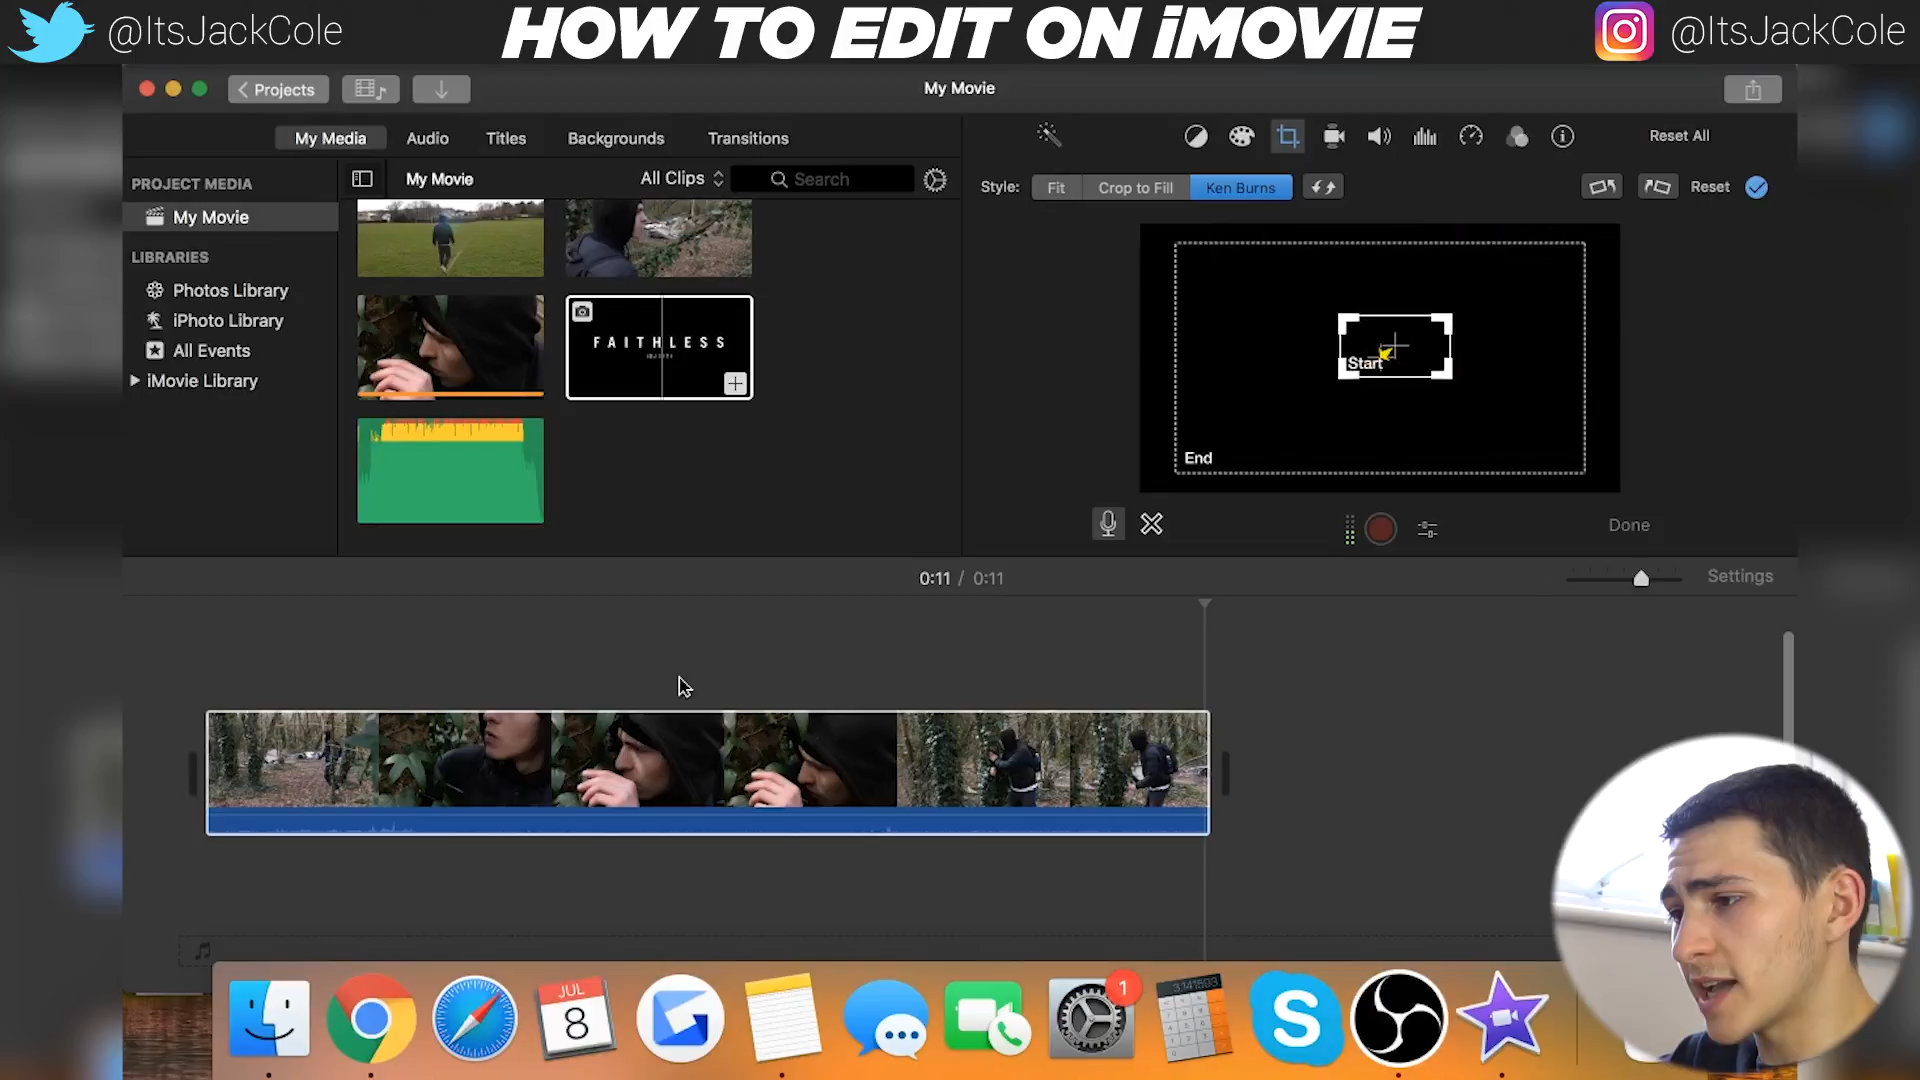 @ItsJackCole
HOW TO EDIT ON iMOVIE
@ItsJackCole
Projects
My Movie
My Media
Audio
Titles
Backgrounds
Transitions
Reset All
PROJECT MEDIA
My Movie
All Clips
Search
My Movie
Style:
Fit
Crop to Fill
Ken Burns
Reset
LIBRARIES
Photos Library
iPhoto Library
All Events
iMovie Library
FAITHLESS
Start
End
Done
0:11 / 0:11
Settings
JUL
8
1
3.141593
S